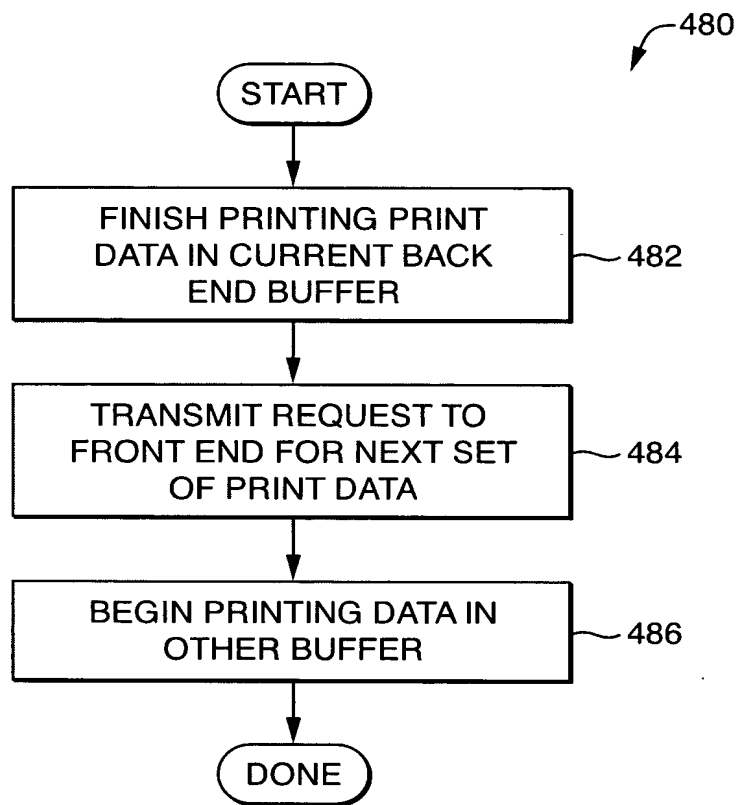 480
START
FINISH PRINTING PRINT
DATA IN CURRENT BACK
END BUFFER
482
TRANSMIT REQUEST TO
FRONT END FOR NEXT SET
OF PRINT DATA
484
BEGIN PRINTING DATA IN
OTHER BUFFER
486
DONE